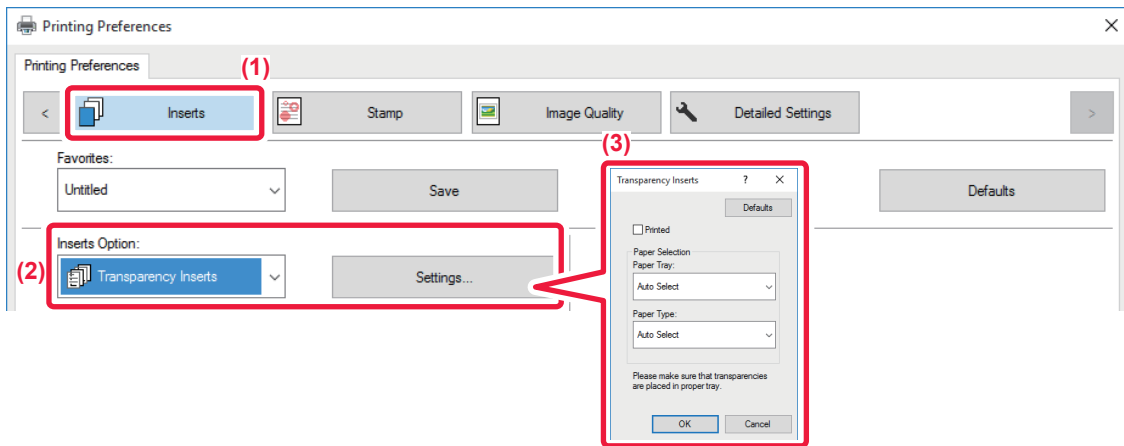 Printing Preferences
Printing Preferences
(1)
< Inserts Stamp Image Quality Detailed Settings >
Favorites:
Untitled Save Defaults
(2)
Inserts Option:
Transparency Inserts Settings...
(3)
Transparency Inserts ?
Defaults
Printed
Paper Selection
Paper Tray:
Auto Select
Paper Type:
Auto Select
Please make sure that transparencies
are placed in proper tray.
OK Cancel